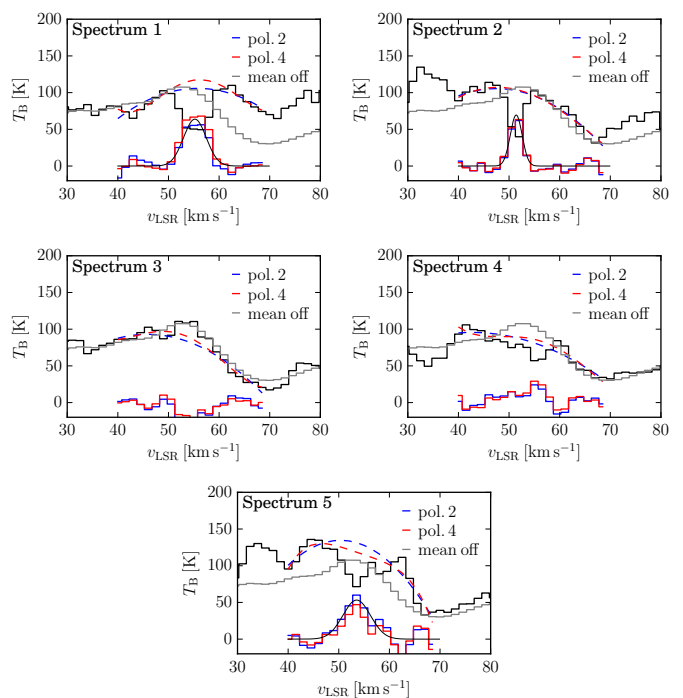 Spectrum 1
pol. 2
pol. 4
mean off
T_B [K]
200
150
100
50
0
30 40 50 60 70 80
v_LSR [km s⁻¹]
Spectrum 2
pol. 2
pol. 4
mean off
T_B [K]
200
150
100
50
0
30 40 50 60 70 80
v_LSR [km s⁻¹]
Spectrum 3
pol. 2
pol. 4
mean off
T_B [K]
200
150
100
50
0
30 40 50 60 70 80
v_LSR [km s⁻¹]
Spectrum 4
pol. 2
pol. 4
mean off
T_B [K]
200
150
100
50
0
30 40 50 60 70 80
v_LSR [km s⁻¹]
Spectrum 5
pol. 2
pol. 4
mean off
T_B [K]
200
150
100
50
0
30 40 50 60 70 80
v_LSR [km s⁻¹]